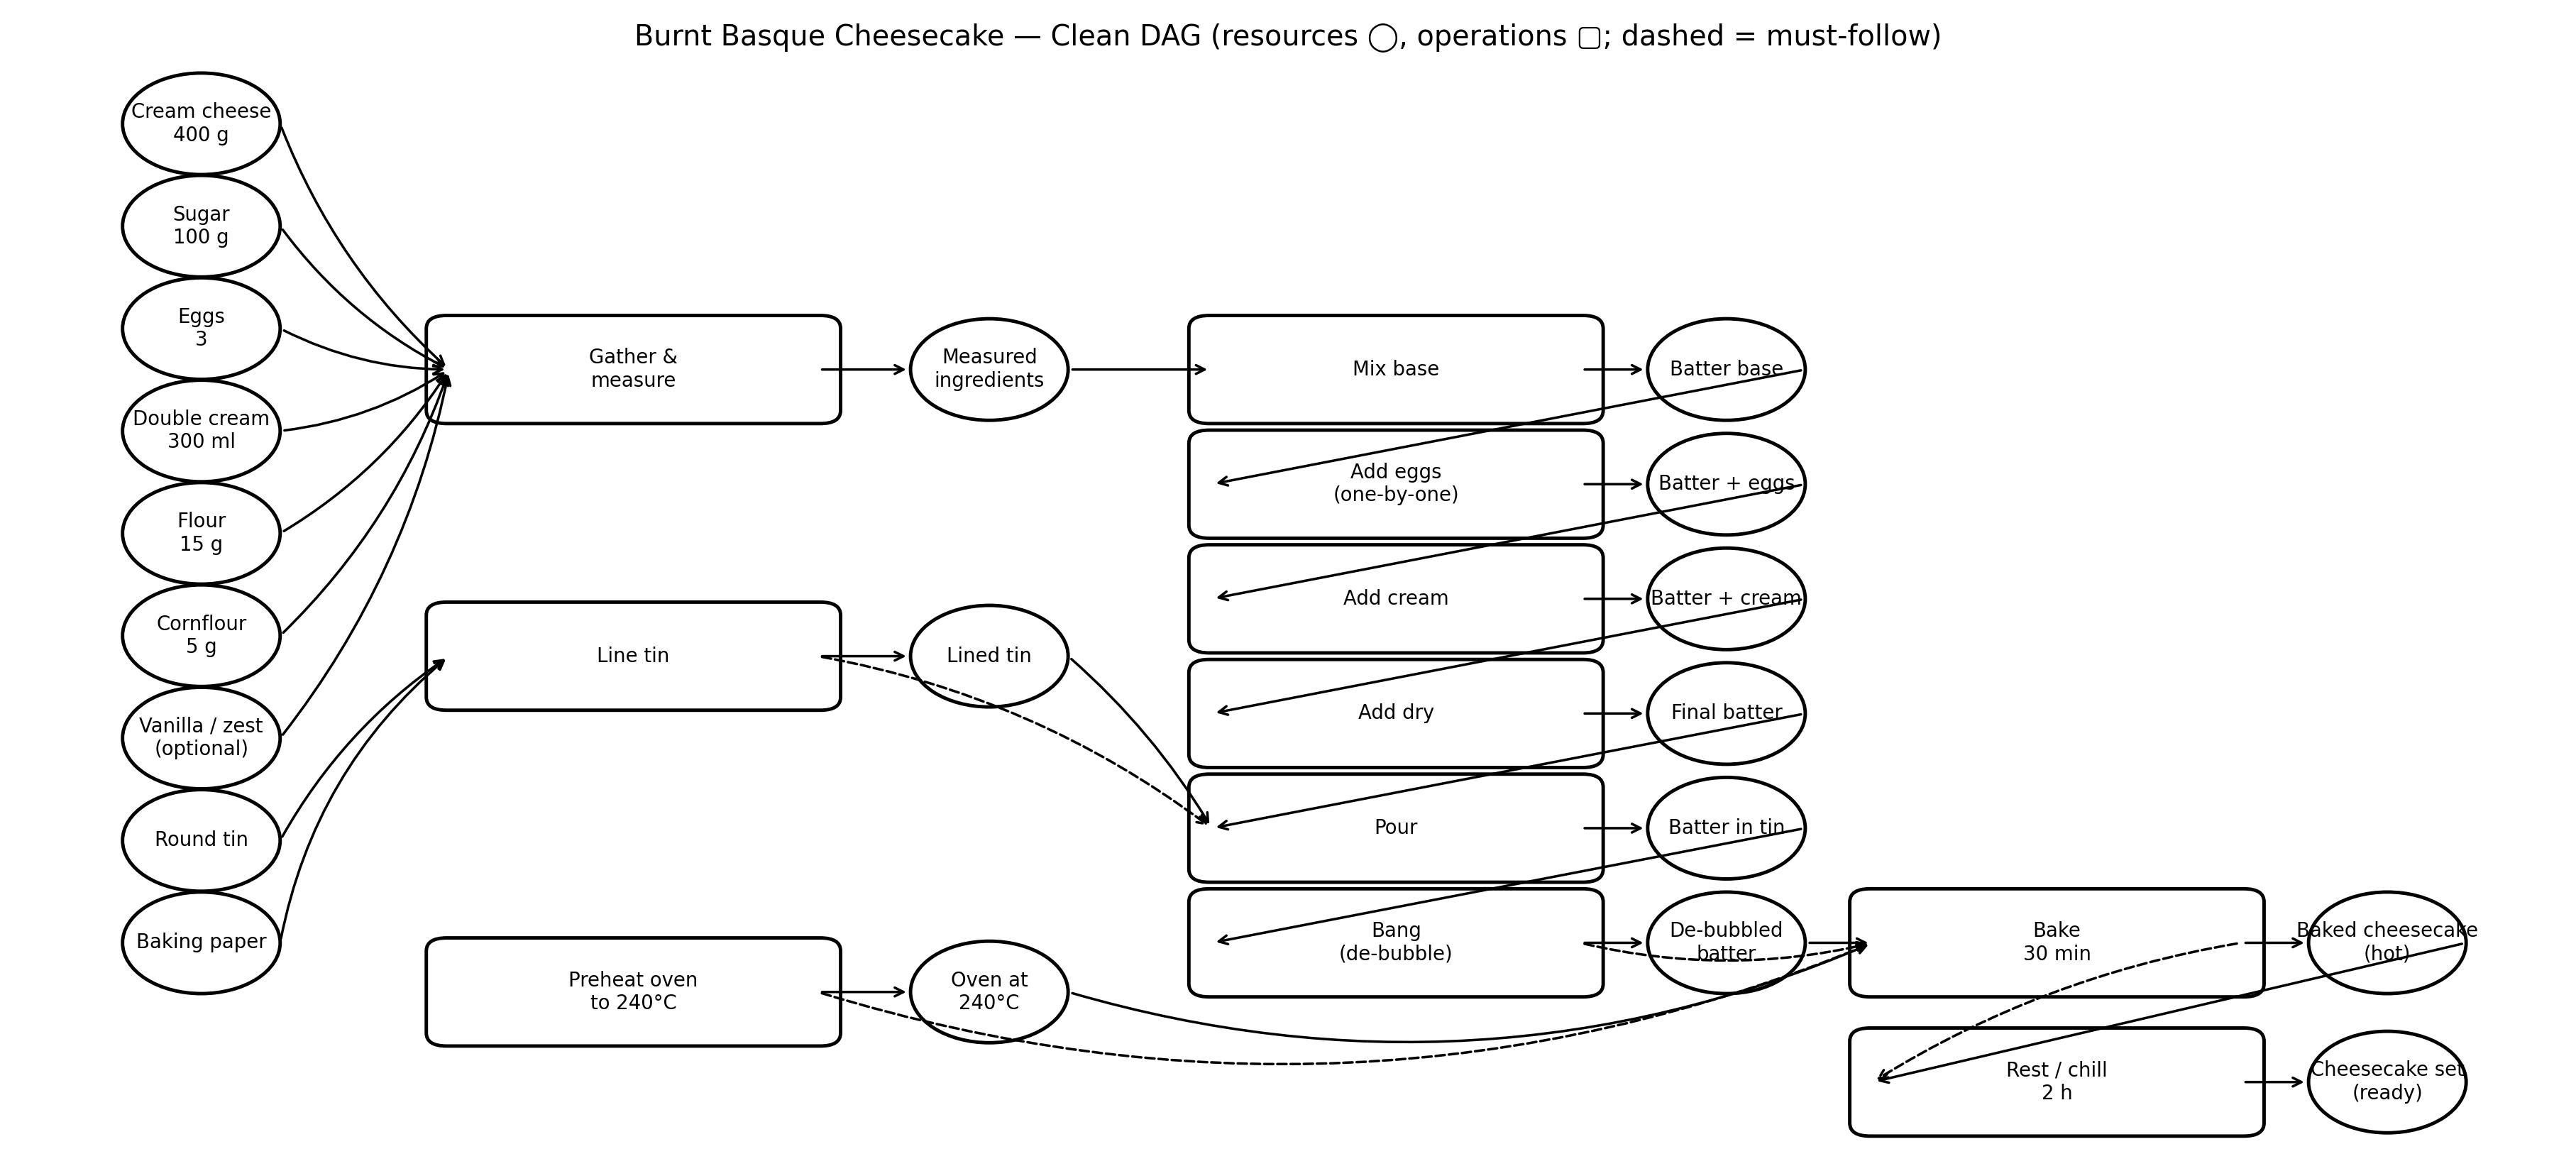 Burnt Basque Cheesecake — Clean DAG (resources ◯, operations ▢; dashed = must-follow)
Cream cheese
400 g
Sugar
100 g
Eggs
3
Double cream
300 ml
Flour
15 g
Cornflour
5 g
Vanilla / zest
(optional)
Round tin
Baking paper
Gather &
measure
Line tin
Preheat oven
to 240°C
Measured
ingredients
Lined tin
Oven at
240°C
Mix base
Add eggs
(one-by-one)
Add cream
Add dry
Pour
Bang
(de-bubble)
Batter base
Batter + eggs
Batter + cream
Final batter
Batter in tin
De-bubbled
batter
Bake
30 min
Rest / chill
2 h
Baked cheesecake
(hot)
Cheesecake set
(ready)